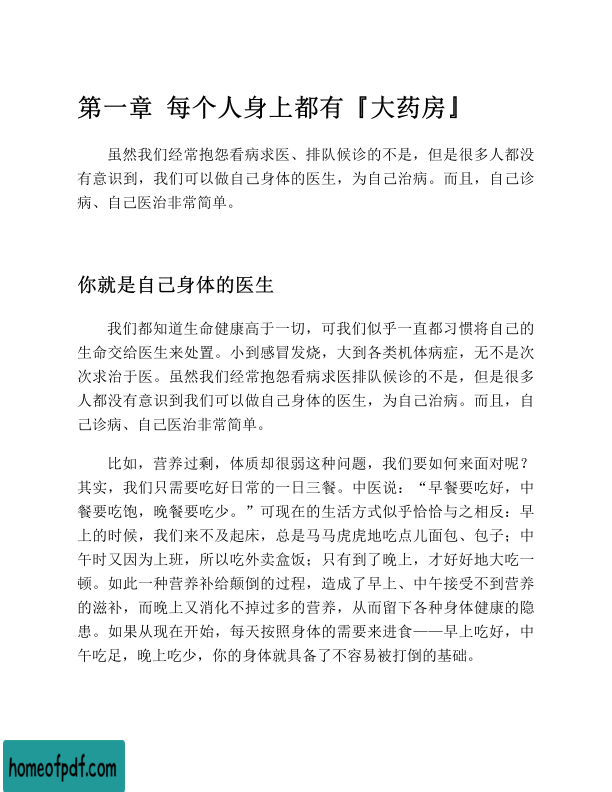 第一章 每个人身上都有『大药房』
虽然我们经常抱怨看病求医、排队候诊的不是，但是很多人都没
有意识到，我们可以做自己身体的医生，为自己治病。而且，自己诊
病、自己医治非常简单。
你就是自己身体的医生
我们都知道生命健康高于一切，可我们似乎一直都习惯将自己的
生命交给医生来处置。小到感冒发烧，大到各类机体病症，无不是次
次求治于医。虽然我们经常抱怨看病求医排队候诊的不是，但是很多
人都没有意识到我们可以做自己身体的医生，为自己治病。而且，自
己诊病、自己医治非常简单。
比如，营养过剩，体质却很弱这种问题，我们要如何来面对呢？
其实，我们只需要吃好日常的一日三餐。中医说：“早餐要吃好，中
餐要吃饱，晚餐要吃少。”可现在的生活方式似乎恰恰与之相反：早
上的时候，我们来不及起床，总是马马虎虎地吃点儿面包、包子；中
午时又因为上班，所以吃外卖盒饭；只有到了晚上，才好好地大吃一
顿。如此一种营养补给颠倒的过程，造成了早上、中午接受不到营养
的滋补，而晚上又消化不掉过多的营养，从而留下各种身体健康的隐
患。如果从现在开始，每天按照身体的需要来进食——早上吃好，中
午吃足，晚上吃少，你的身体就具备了不容易被打倒的基础。
homeofpdf.com